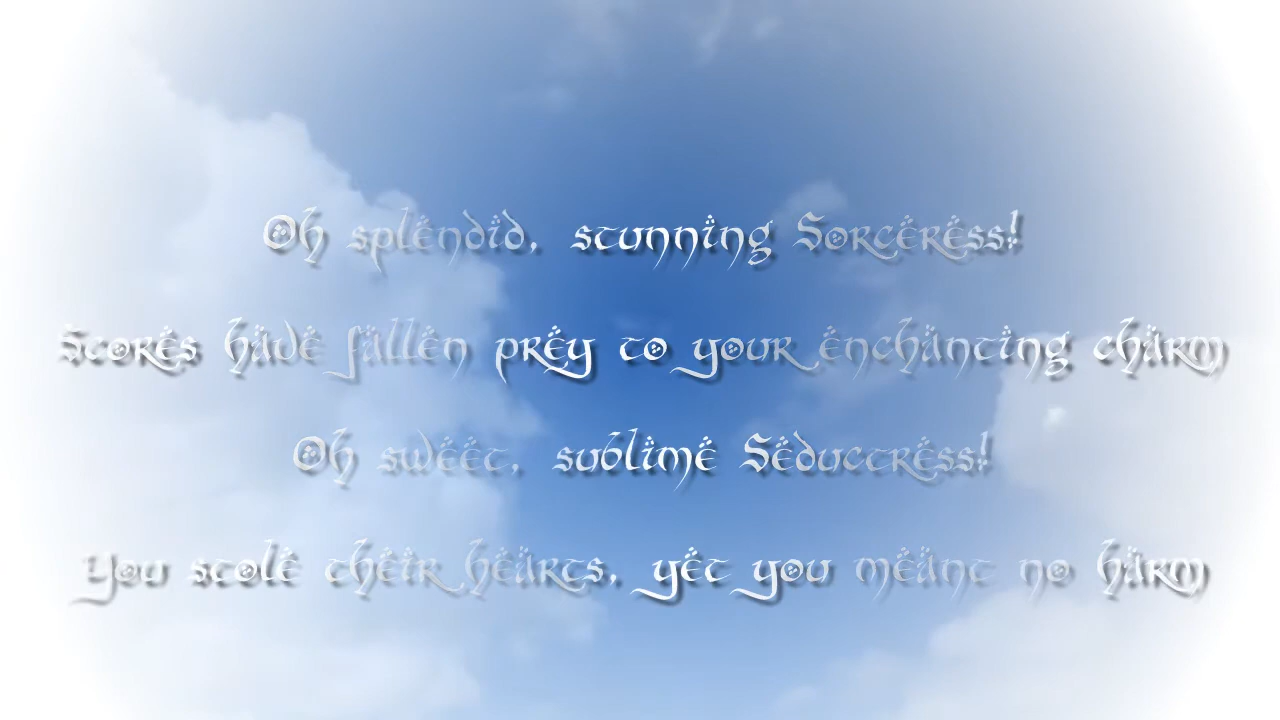 Oh splendid, stunning Sorceress!
Scores have fallen prey to your enchanting charm
Oh sweet, sublime Seductress!
You stole their hearts, yet you meant no harm